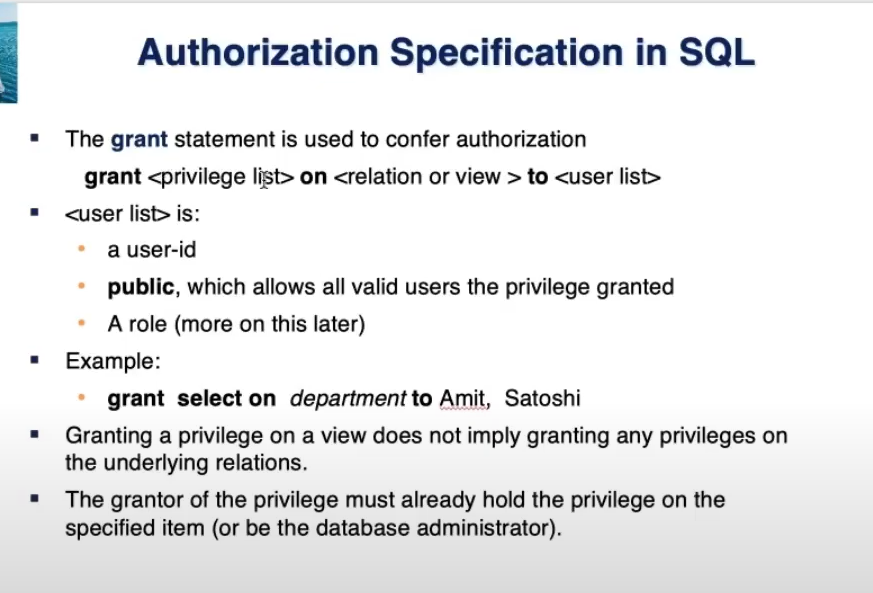 Authorization Specification in SQL
▪ The grant statement is used to confer authorization
grant <privilege list> on <relation or view > to <user list>
▪ <user list> is:
• a user-id
• public, which allows all valid users the privilege granted
• A role (more on this later)
▪ Example:
• grant select on department to Amit, Satoshi
▪ Granting a privilege on a view does not imply granting any privileges on
the underlying relations.
▪ The grantor of the privilege must already hold the privilege on the
specified item (or be the database administrator).